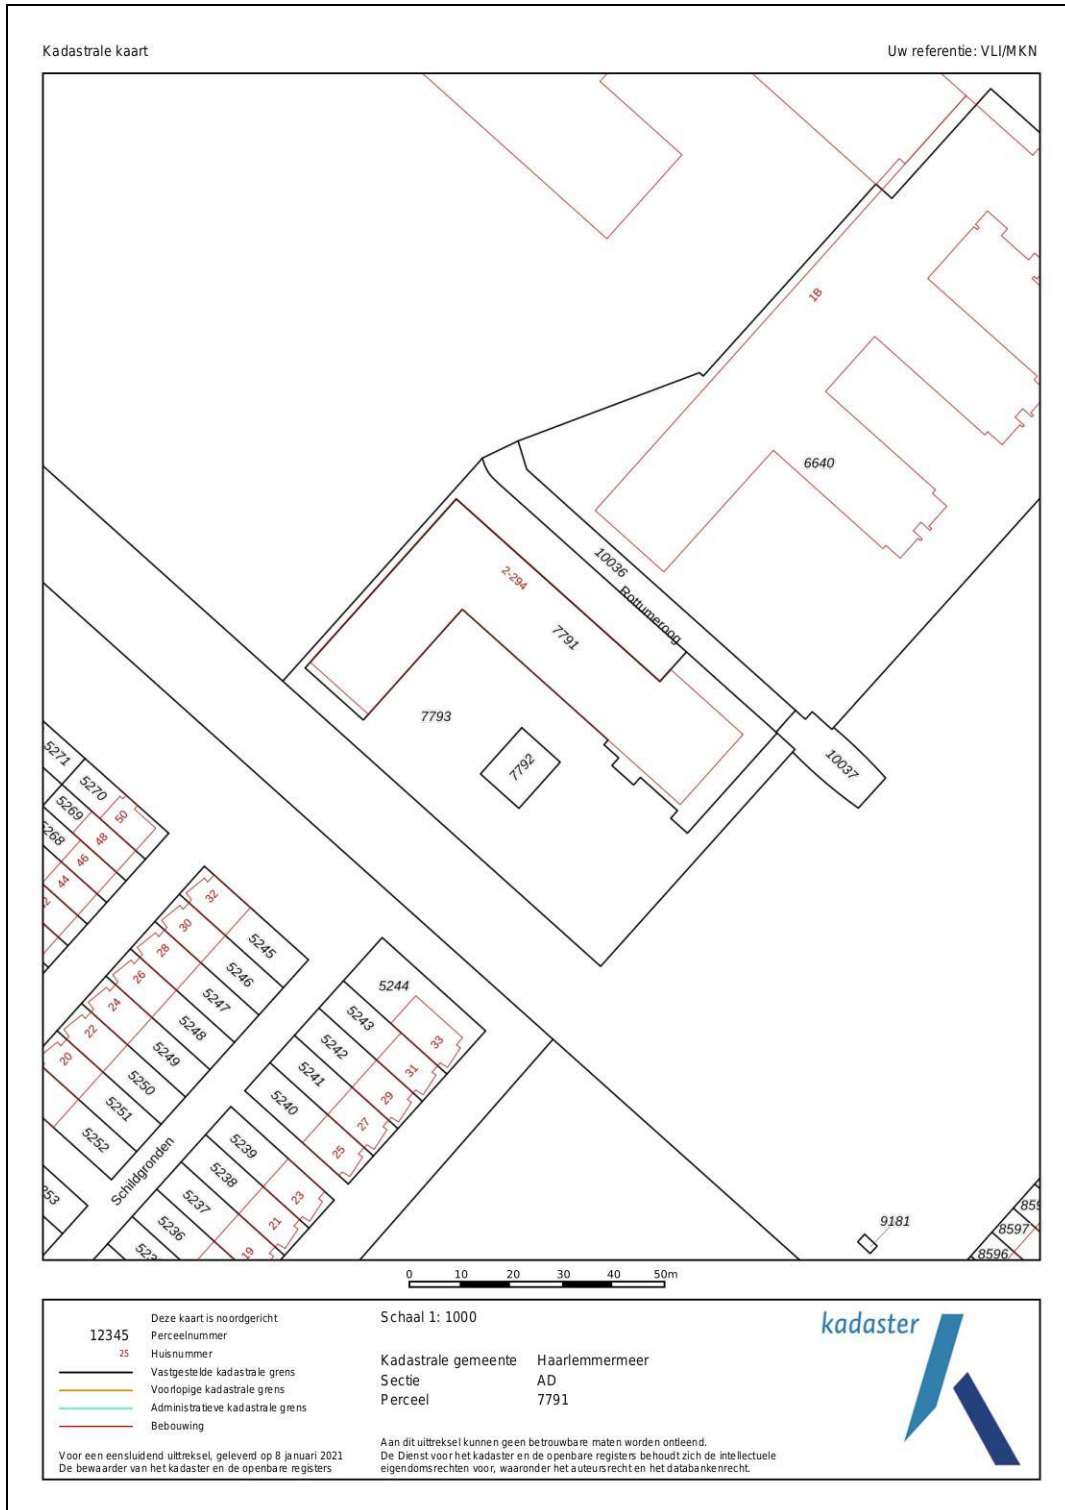 Kadastrale kaart
Uw referentie: VLI/MKN
1B
6640
10036
Rottumeroog
2-294
7791
7793
7792
10037
5271
5270
5269
5268
50
48
46
44
32
30
28
26
24
22
20
5245
5246
5247
5248
5249
5250
5251
5252
5244
5243
5242
5241
5240
33
31
29
27
25
Schildgronden
5239
5238
5237
5236
523
23
21
19
53
9181
859
8597
8596
0 10 20 30 40 50m
Deze kaart is noordgericht
12345 Perceelnummer
25 Huisnummer
Vastgestelde kadastrale grens
Voorlopige kadastrale grens
Administratieve kadastrale grens
Bebouwing
Voor een eensluidend uittreksel, geleverd op 8 januari 2021
De bewaarder van het kadaster en de openbare registers
Schaal 1: 1000
Kadastrale gemeente Haarlemmermeer
Sectie AD
Perceel 7791
Aan dit uittreksel kunnen geen betrouwbare maten worden ontleend.
De Dienst voor het kadaster en de openbare registers behoudt zich de intellectuele
eigendomsrechten voor, waaronder het auteursrecht en het databankenrecht.
kadaster